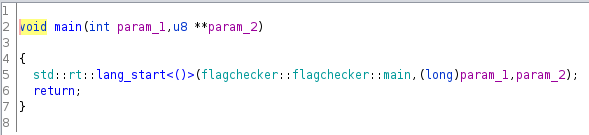 1
2 void main(int param_1,u8 **param_2)
3
4 {
5 std::rt::lang_start<()>(flagchecker::flagchecker::main,(long)param_1,param_2);
6 return;
7 }
8